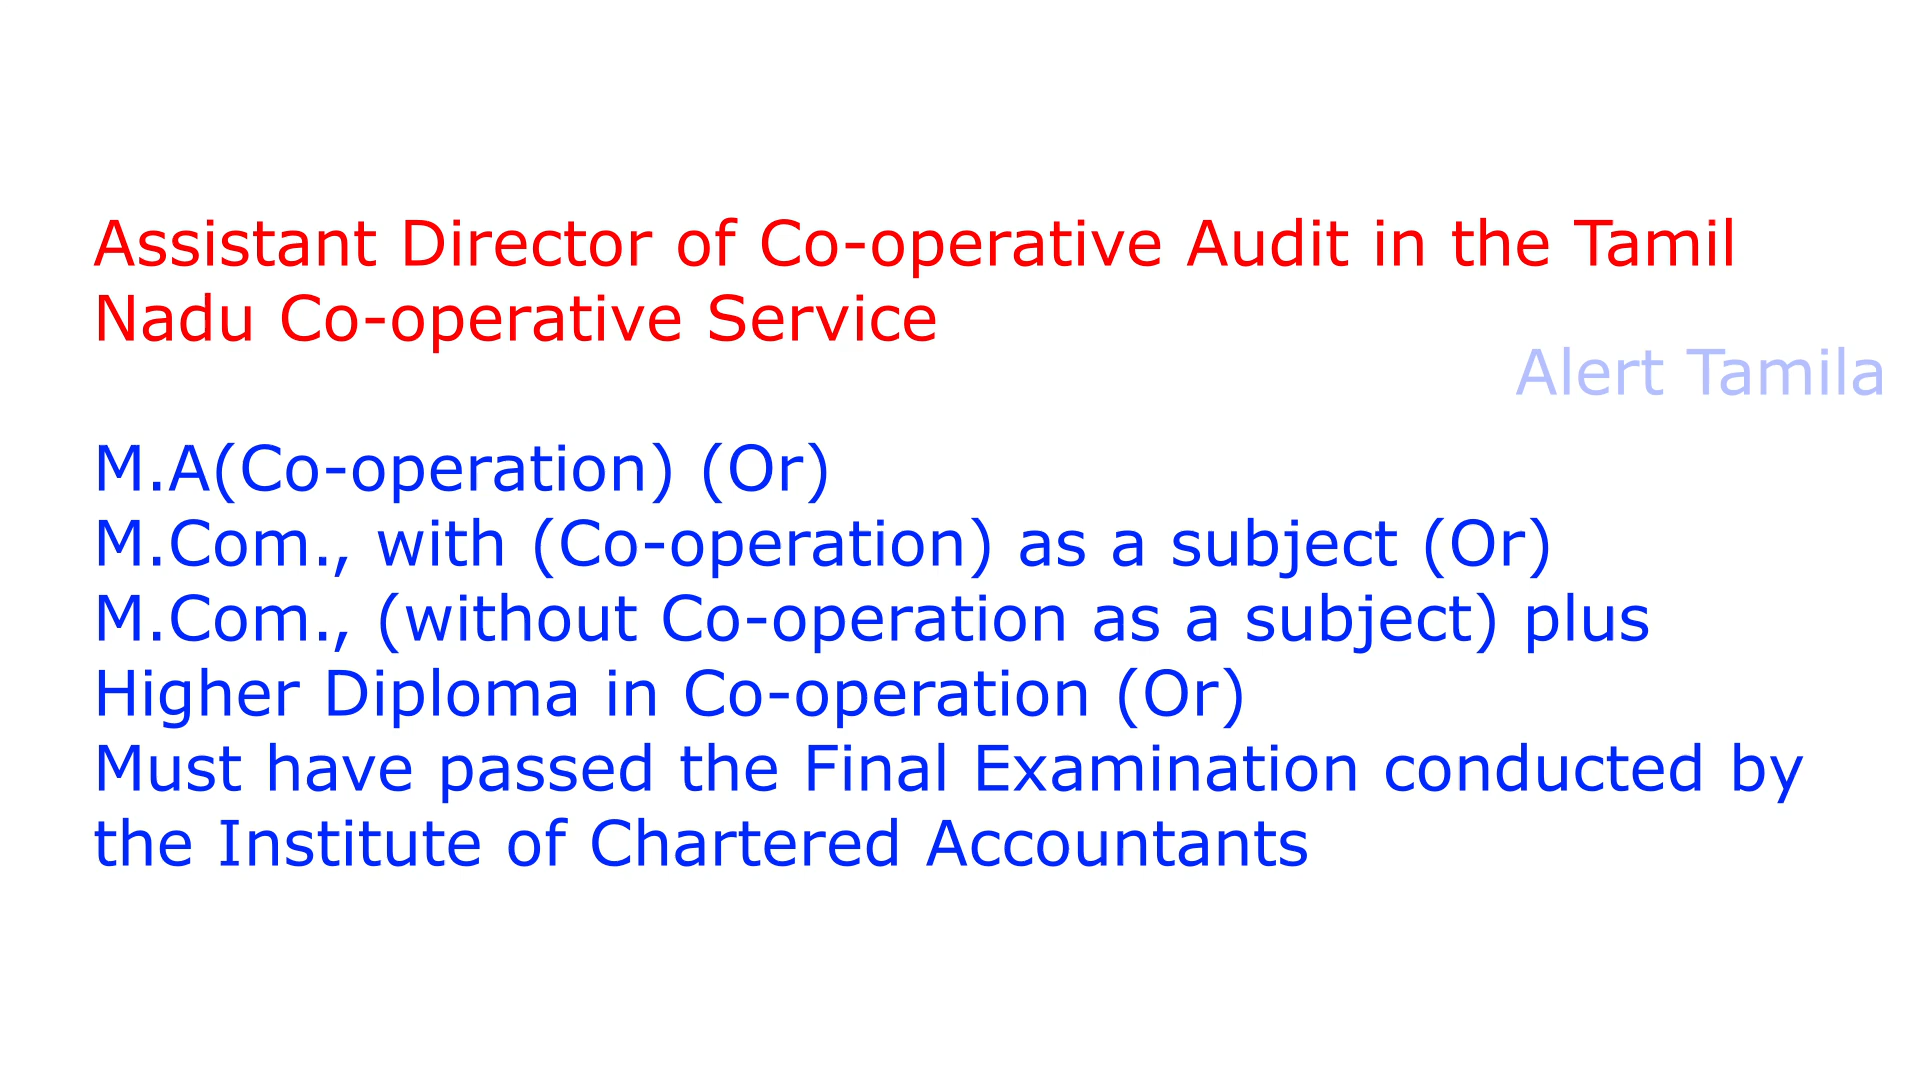 Assistant Director of Co-operative Audit in the Tamil
Nadu Co-operative Service
Alert Tamila
M.A(Co-operation) (Or)
M.Com., with (Co-operation) as a subject (Or)
M.Com., (without Co-operation as a subject) plus
Higher Diploma in Co-operation (Or)
Must have passed the Final Examination conducted by
the Institute of Chartered Accountants